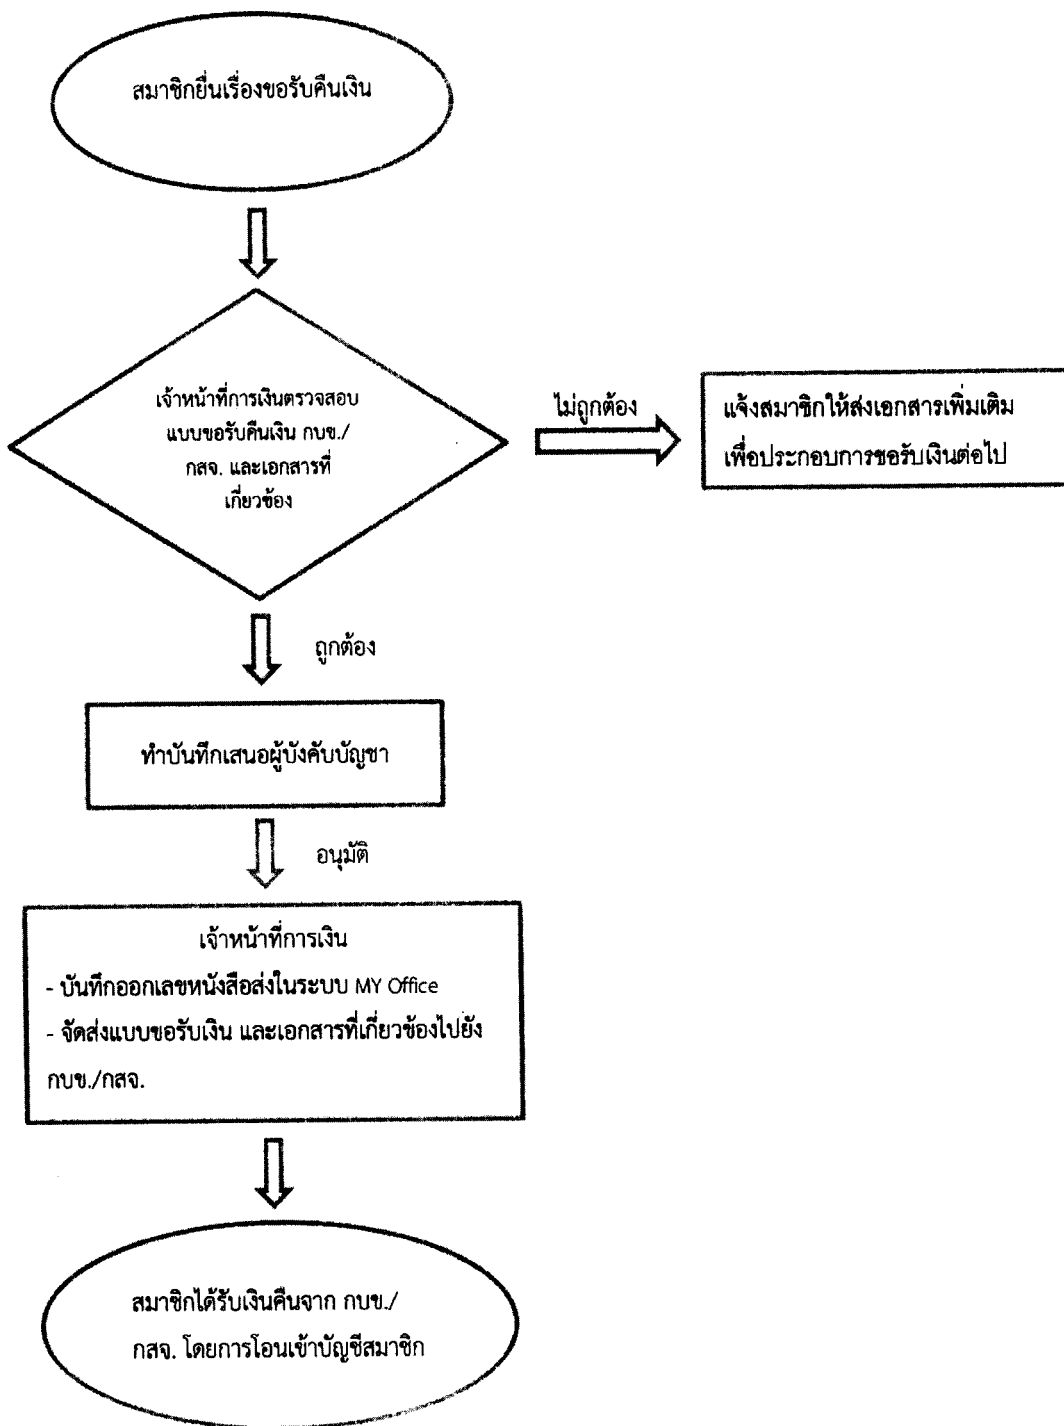 สมาชิกยื่นเรื่องขอรับคืนเงิน
เจ้าหน้าที่การเงินตรวจสอบ
แบบขอรับคืนเงิน กบข./
กสจ. และเอกสารที่
เกี่ยวข้อง
ไม่ถูกต้อง
แจ้งสมาชิกให้ส่งเอกสารเพิ่มเติม
เพื่อประกอบการขอรับเงินต่อไป
ถูกต้อง
ทำบันทึกเสนอผู้บังคับบัญชา
อนุมัติ
เจ้าหน้าที่การเงิน
- บันทึกออกเลขหนังสือส่งในระบบ MY Office
- จัดส่งแบบขอรับเงิน และเอกสารที่เกี่ยวข้องไปยัง
กบข./กสจ.
สมาชิกได้รับเงินคืนจาก กบข./
กสจ. โดยการโอนเข้าบัญชีสมาชิก